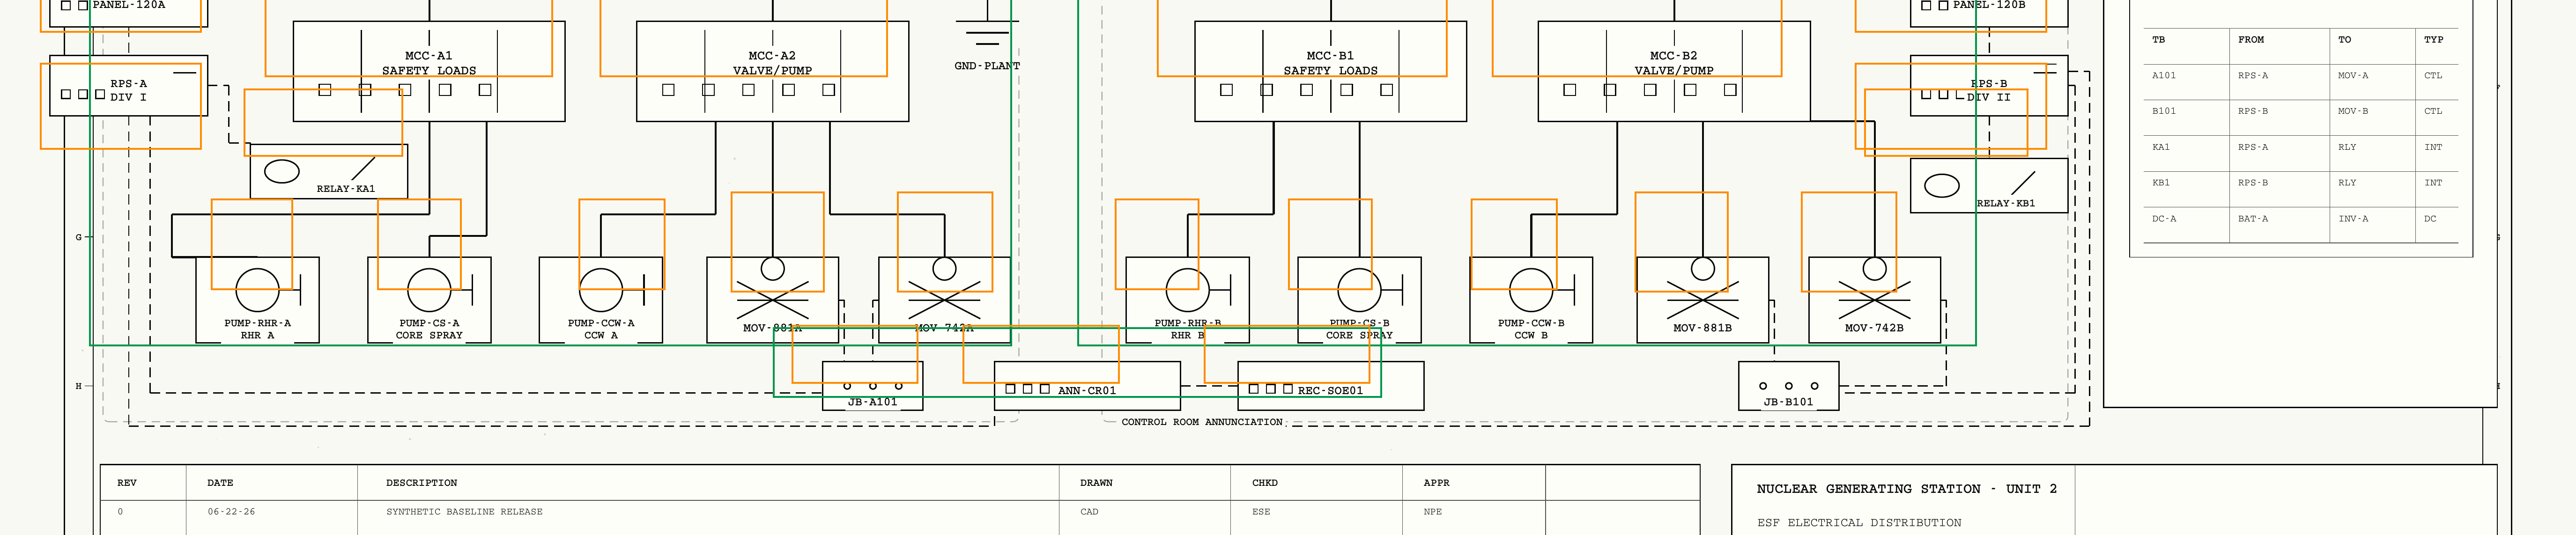 PANEL-120A
PANEL-120B
MCC-A1
SAFETY LOADS
MCC-A2
VALVE/PUMP
GND-PLANT
MCC-B1
SAFETY LOADS
MCC-B2
VALVE/PUMP
RPS-A
DIV I
RPS-B
DIV II
RELAY-KA1
RELAY-KB1
TB FROM TO TYP
A101 RPS-A MOV-A CTL
B101 RPS-B MOV-B CTL
KA1 RPS-A RLY INT
KB1 RPS-B RLY INT
DC-A BAT-A INV-A DC
G
PUMP-RHR-A
RHR A
PUMP-CS-A
CORE SPRAY
PUMP-CCW-A
CCW A
MOV-881A
MOV-742A
PUMP-RHR-B
RHR B
PUMP-CS-B
CORE SPRAY
PUMP-CCW-B
CCW B
MOV-881B
MOV-742B
H
JB-A101
ANN-CR01
REC-SOE01
JB-B101
CONTROL ROOM ANNUNCIATION
REV DATE DESCRIPTION DRAWN CHKD APPR
0 06-22-26 SYNTHETIC BASELINE RELEASE CAD ESE NPE
NUCLEAR GENERATING STATION - UNIT 2
ESF ELECTRICAL DISTRIBUTION